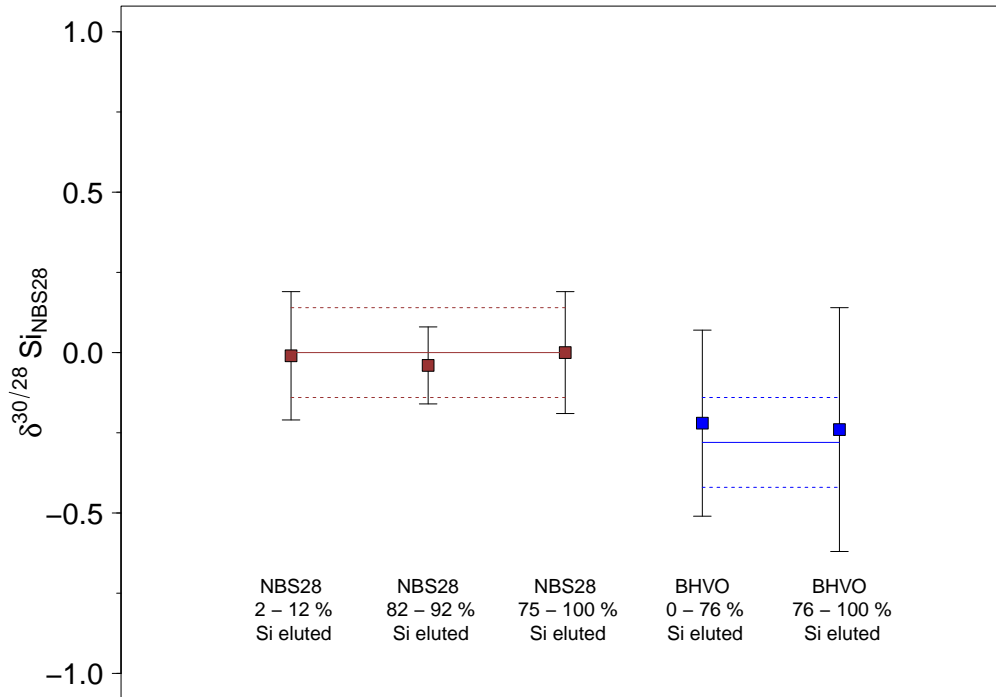 1.0
0.5
0.0
−0.5
−1.0
δ30/28 SiNBS28
NBS28
2 − 12 %
Si eluted
NBS28
82 − 92 %
Si eluted
NBS28
75 − 100 %
Si eluted
BHVO
0 − 76 %
Si eluted
BHVO
76 − 100 %
Si eluted